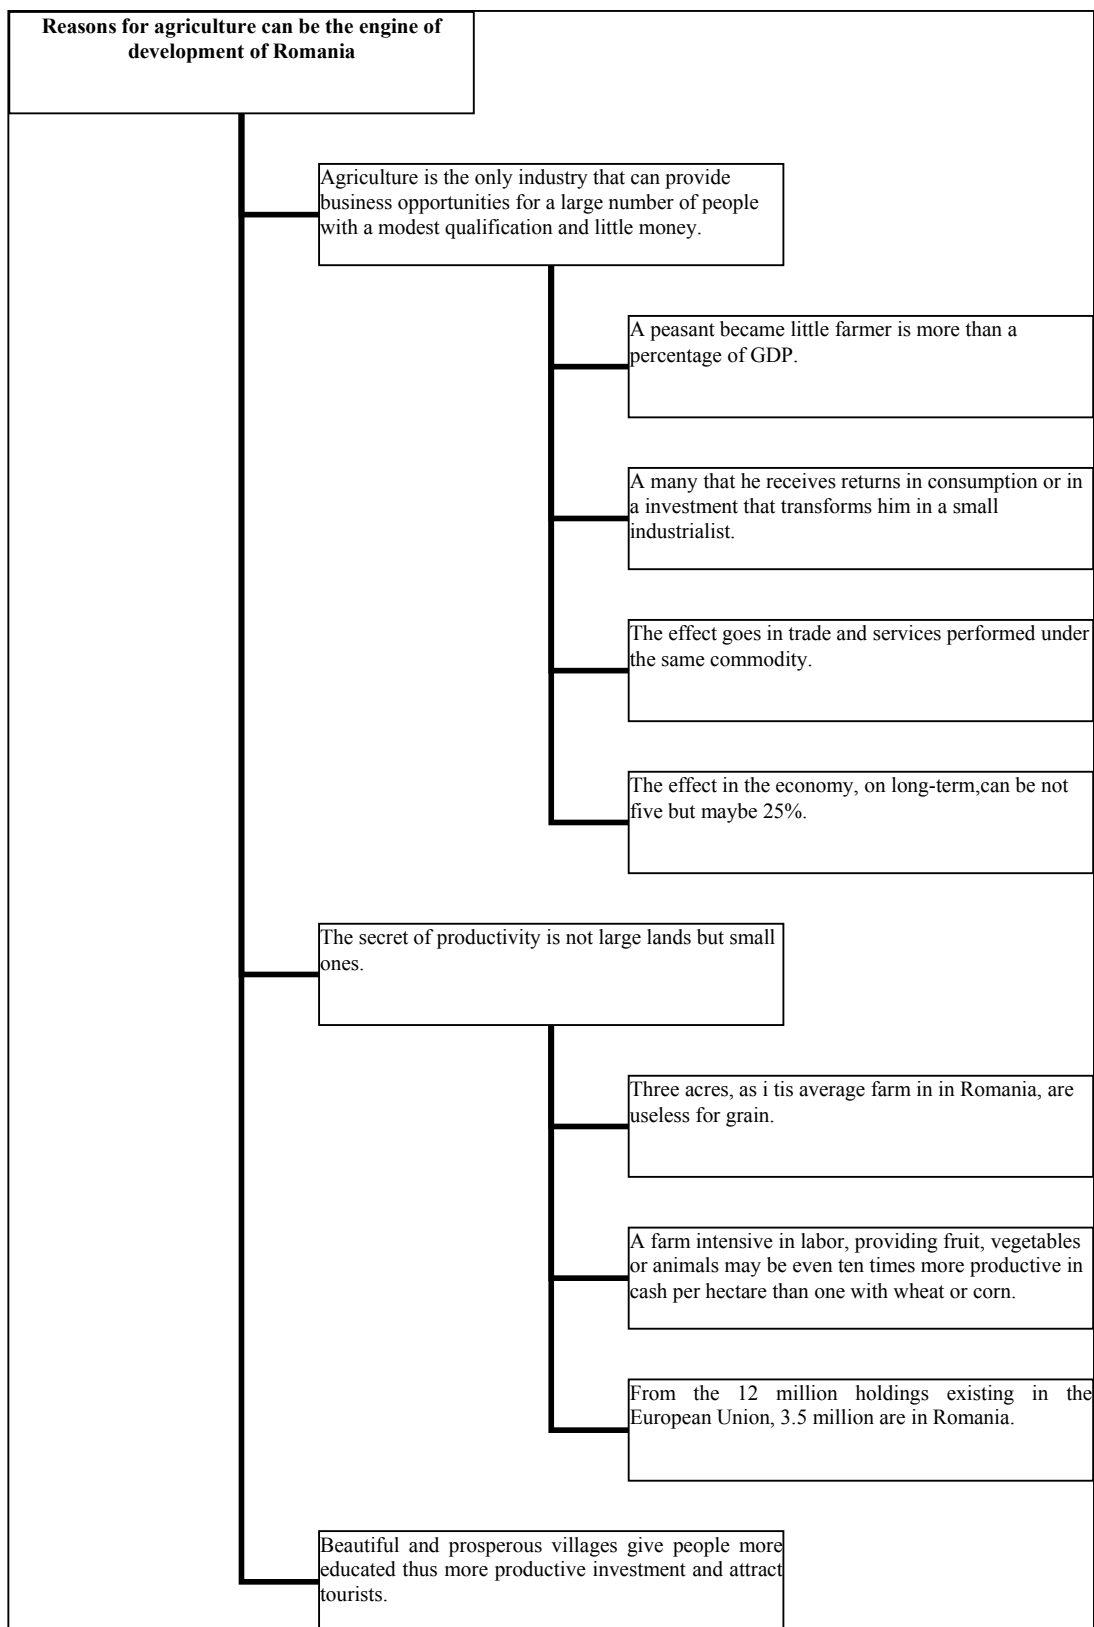 Reasons for agriculture can be the engine of
development of Romania
Agriculture is the only industry that can provide
business opportunities for a large number of people
with a modest qualification and little money.
A peasant became little farmer is more than a
percentage of GDP.
A many that he receives returns in consumption or in
a investment that transforms him in a small
industrialist.
The effect goes in trade and services performed under
the same commodity.
The effect in the economy, on long-term,can be not
five but maybe 25%.
The secret of productivity is not large lands but small
ones.
Three acres, as i tis average farm in in Romania, are
useless for grain.
A farm intensive in labor, providing fruit, vegetables
or animals may be even ten times more productive in
cash per hectare than one with wheat or corn.
From the 12 million holdings existing in the
European Union, 3.5 million are in Romania.
Beautiful and prosperous villages give people more
educated thus more productive investment and attract
tourists.